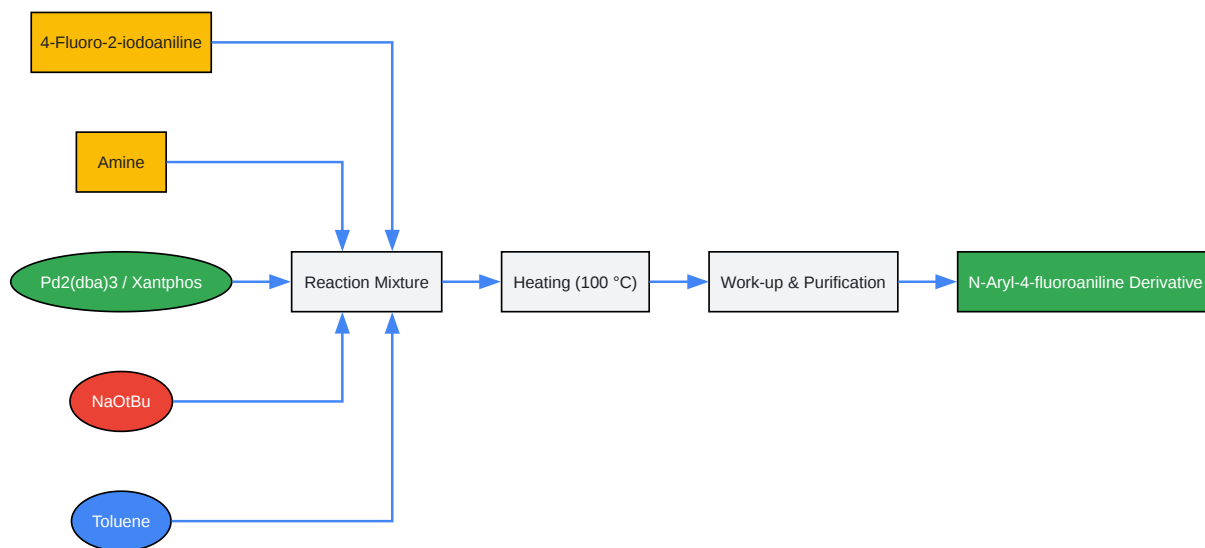 4-Fluoro-2-iodoaniline
Amine
Pd2(dba)3 / Xantphos
Reaction Mixture
Heating (100 °C)
Work-up & Purification
N-Aryl-4-fluoroaniline Derivative
NaOtBu
Toluene